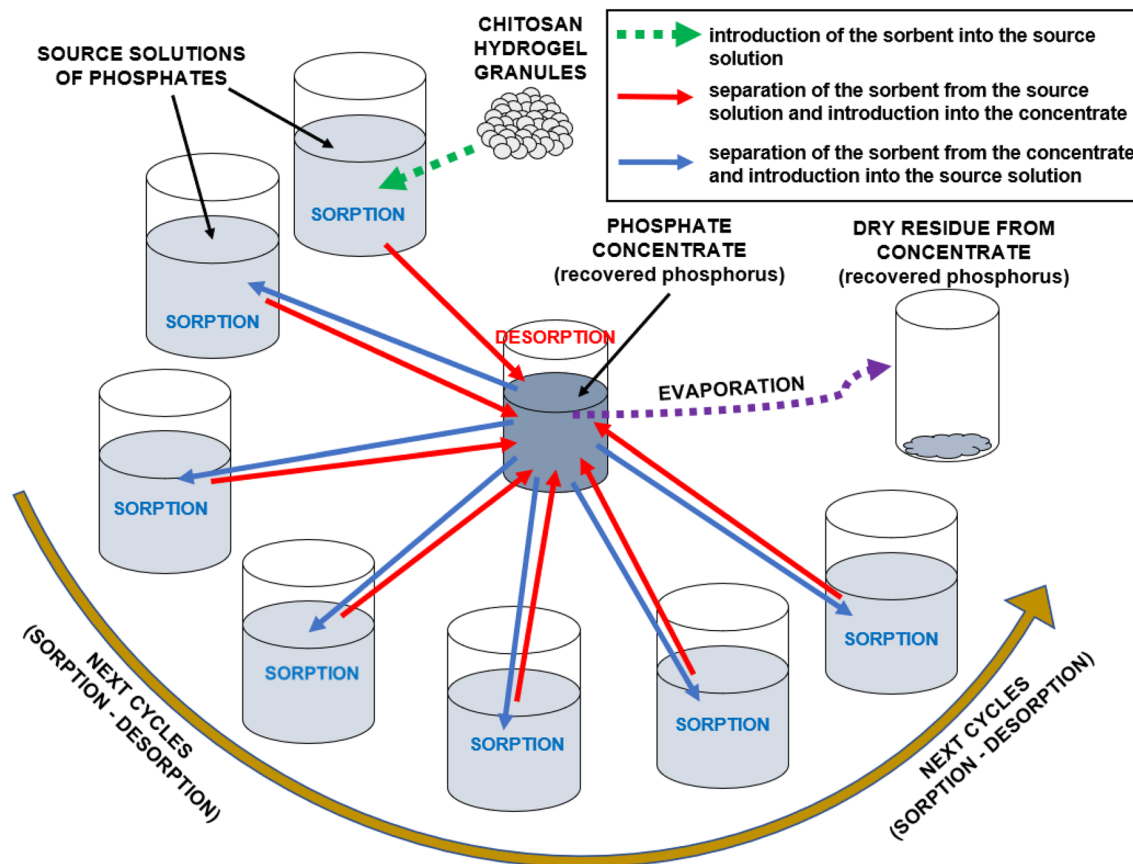 SOURCE SOLUTIONS
OF PHOSPHATES
CHITOSAN
HYDROGEL
GRANULES
introduction of the sorbent into the source
solution
separation of the sorbent from the source
solution and introduction into the concentrate
separation of the sorbent from the concentrate
and introduction into the source solution
SORPTION
PHOSPHATE
CONCENTRATE
(recovered phosphorus)
DRY RESIDUE FROM
CONCENTRATE
(recovered phosphorus)
SORPTION
DESORPTION
EVAPORATION
SORPTION
SORPTION
SORPTION
SORPTION
SORPTION
SORPTION
NEXT CYCLES
(SORPTION - DESORPTION)
NEXT CYCLES
(SORPTION - DESORPTION)